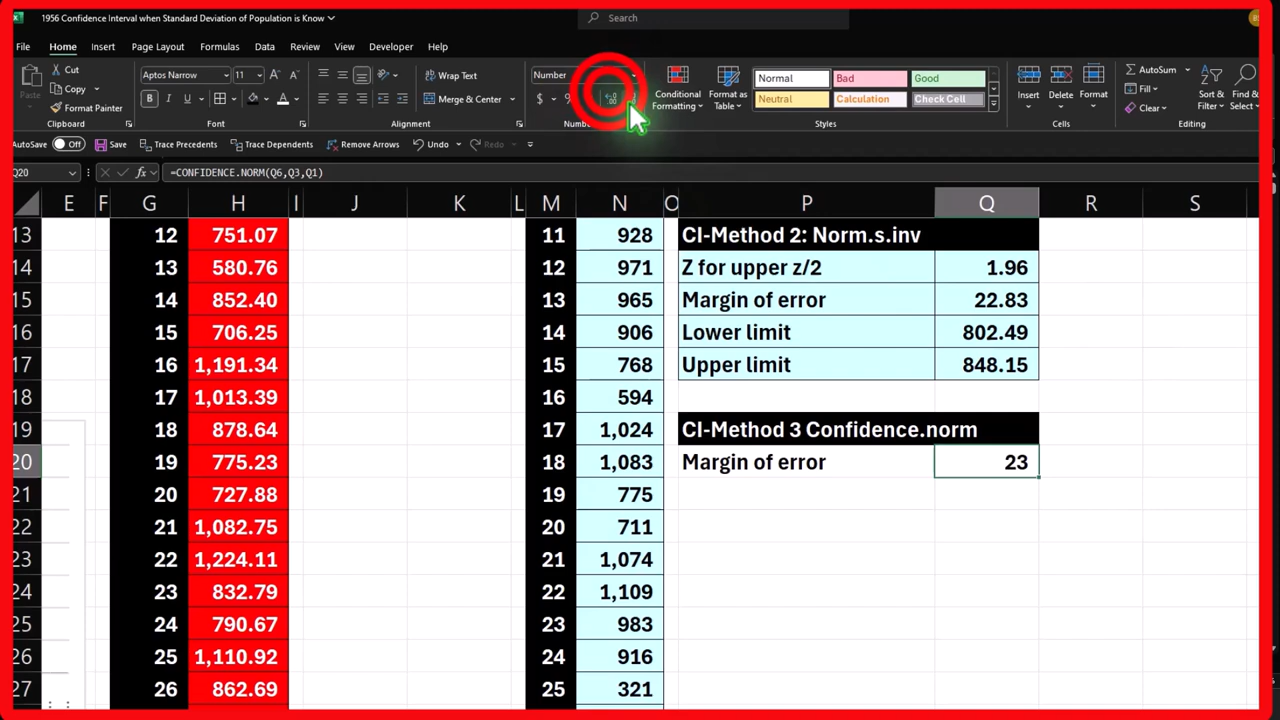 1956 Confidence Interval when Standard Deviation of Population is Know
Search
File Home Insert Page Layout Formulas Data Review View Developer Help
Cut
Copy
Format Painter
Paste
Clipboard
Aptos Narrow 11
B
Font
Wrap Text
Merge & Center
Alignment
Number
$
Conditional Formatting
Format as Table
Normal Bad Good
Neutral Calculation Check Cell
Styles
Insert Delete Format
Cells
AutoSum
Fill
Clear
Sort & Filter
Find & Select
Editing
AutoSave Off Save Trace Precedents Trace Dependents Remove Arrows Undo Redo
Q20 fx =CONFIDENCE.NORM(Q6,Q3,Q1)
E F G H I J K L M N O P Q R S
13 12 751.07 11 928 CI-Method 2: Norm.s.inv
14 13 580.76 12 971 Z for upper z/2 1.96
15 14 852.40 13 965 Margin of error 22.83
16 15 706.25 14 906 Lower limit 802.49
17 16 1,191.34 15 768 Upper limit 848.15
18 17 1,013.39 16 594
19 18 878.64 17 1,024 CI-Method 3 Confidence.norm
20 19 775.23 18 1,083 Margin of error 23
21 20 727.88 19 775
22 21 1,082.75 20 711
23 22 1,224.11 21 1,074
24 23 832.79 22 1,109
25 24 790.67 23 983
26 25 1,110.92 24 916
27 26 862.69 25 321